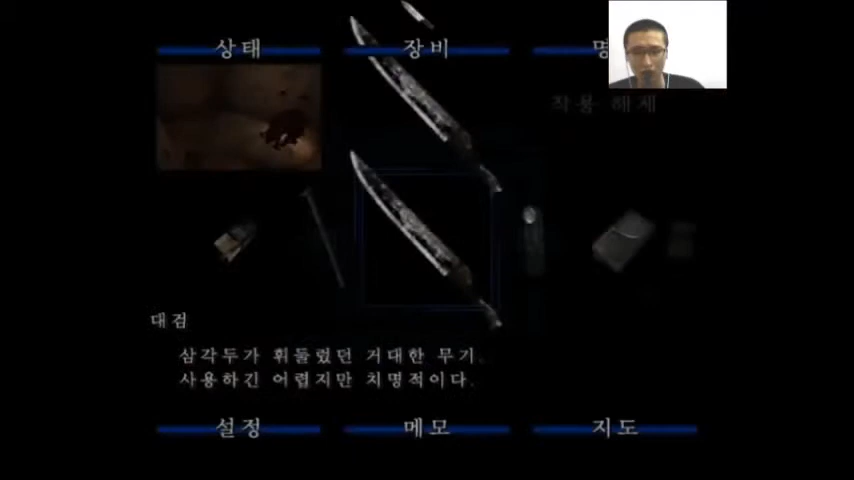 상태
장비
명
착용 해제
대검
삼각두가 휘둘렀던 거대한 무기.
사용하긴 어렵지만 치명적이다.
설정
메모
지도